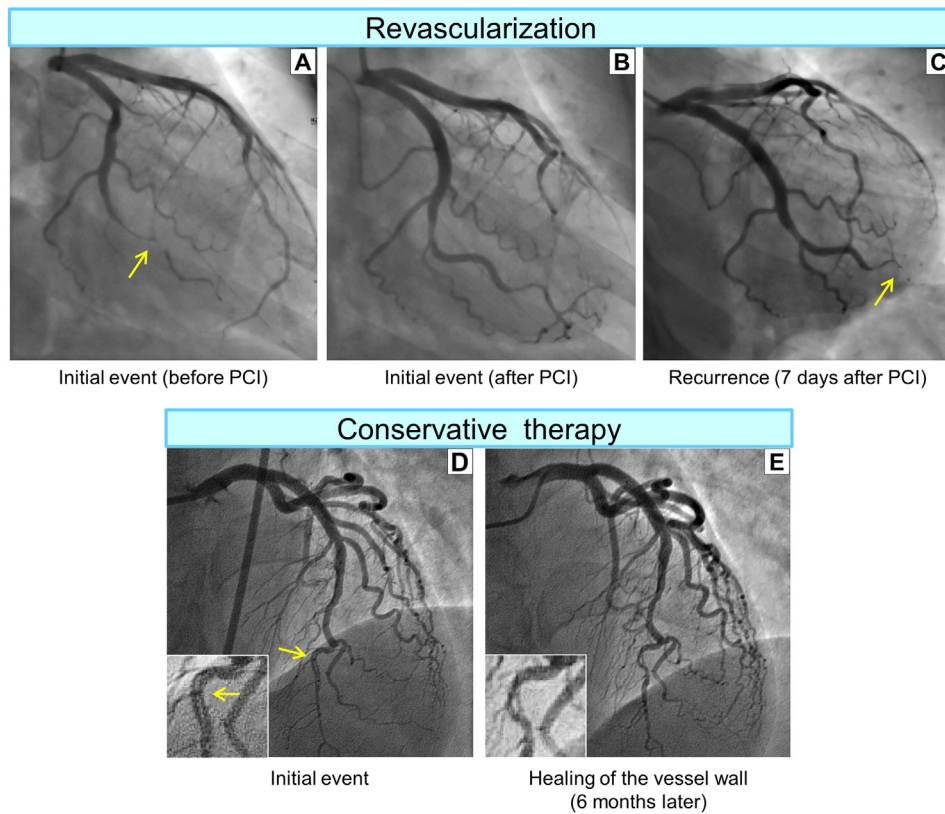 Revascularization
A
B
C
Initial event (before PCI)
Initial event (after PCI)
Recurrence (7 days after PCI)
Conservative therapy
D
E
Initial event
Healing of the vessel wall
(6 months later)